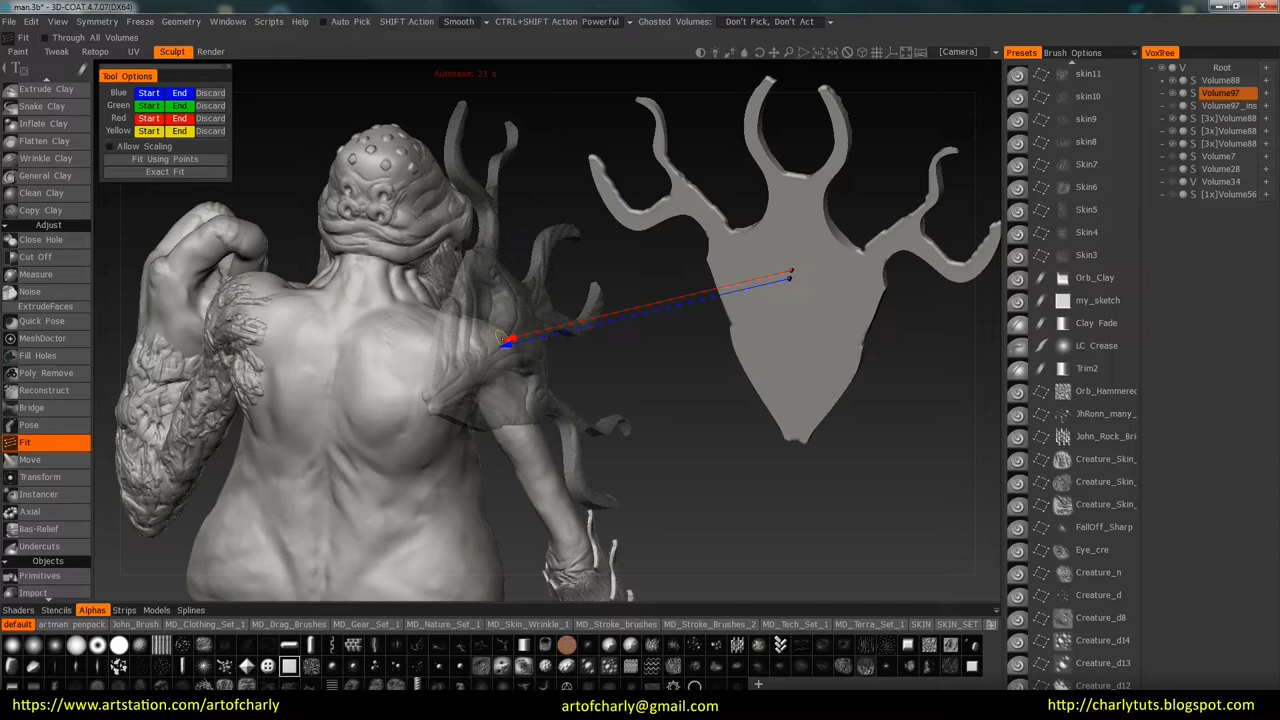 man.3b* - 3D-COAT 4.7.07(DX64)
File Edit View Symmetry Freeze Geometry Windows Scripts Help Auto Pick SHIFT Action Smooth CTRL+SHIFT Action Powerful Ghosted Volumes: Don't Pick, Don't Act
Fit Through All Volumes
Paint Tweak Retopo UV Sculpt Render [Camera] Presets Brush Options VoxTree
Autosave: 23 s
Tool Options
Blue Start End Discard
Green Start End Discard
Red Start End Discard
Yellow Start End Discard
Allow Scaling
Fit Using Points
Exact Fit
Extrude Clay
Snake Clay
Inflate Clay
Flatten Clay
Wrinkle Clay
General Clay
Clean Clay
Copy Clay
Adjust
Close Hole
Cut Off
Measure
Noise
ExtrudeFaces
Quick Pose
MeshDoctor
Fill Holes
Poly Remove
Reconstruct
Bridge
Pose
Fit
Move
Transform
Instancer
Axial
Bas-Relief
Undercuts
Objects
Primitives
Import
skin11
skin10
skin9
skin8
Skin7
Skin6
Skin5
Skin4
Skin3
Orb_Clay
my_sketch
Clay Fade
LC Crease
Trim2
Orb_Hammered
JhRonn_many_
John_Rock_Bri
Creature_Skin_
Creature_Skin_
Creature_Skin_
FallOff_Sharp
Eye_cre
Creature_n
Creature_d
Creature_d8
Creature_d14
Creature_d13
Creature_d12
V Root +
S Volume88 +
S Volume97 +
S Volume97_ins +
S [3x]Volume88 +
S [3x]Volume88 +
S [3x]Volume88 +
S Volume7 +
S Volume28 +
S Volume34 +
S [1x]Volume56 +
Shaders Stencils Alphas Strips Models Splines
default artman penpack John_Brush MD_Clothing_Set_1 MD_Drag_Brushes MD_Gear_Set_1 MD_Nature_Set_1 MD_Skin_Wrinkle_1 MD_Stroke_brushes MD_Stroke_Brushes_2 MD_Tech_Set_1 MD_Terra_Set_1 SKIN SKIN_SET
https://www.artstation.com/artofcharly artofcharly@gmail.com http://charlytuts.blogspot.com